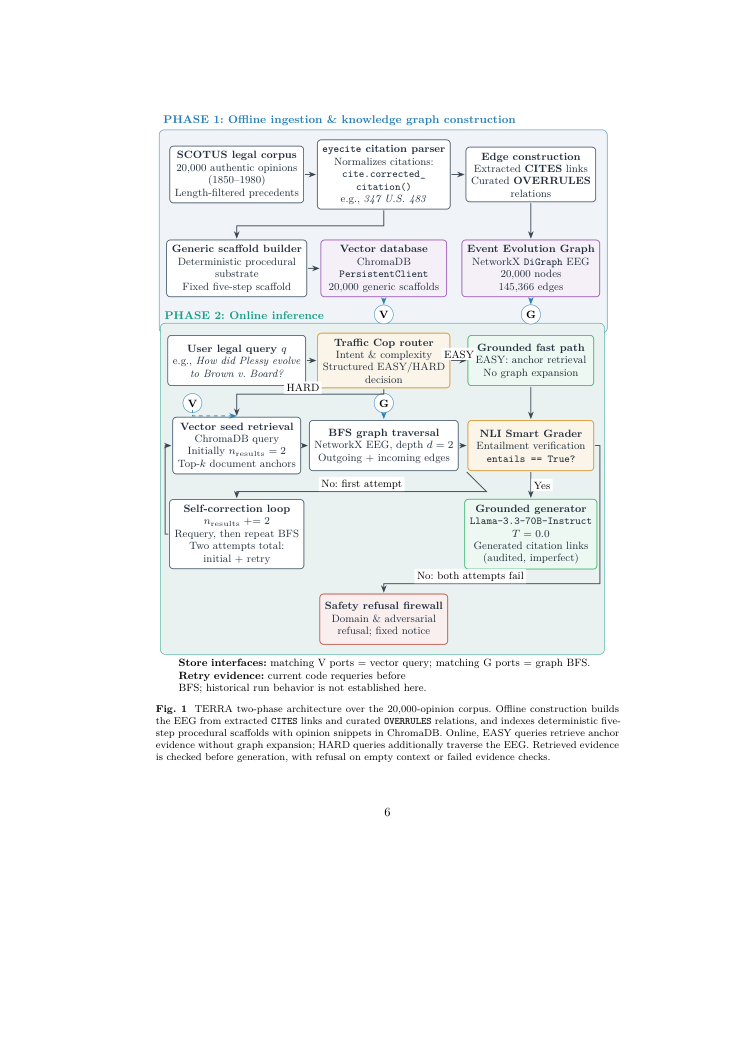 PHASE 1: Offline ingestion & knowledge graph construction
SCOTUS legal corpus
20,000 authentic opinions
(1850–1980)
Length-filtered precedents
eyecite citation parser
Normalizes citations:
cite.corrected_
citation()
e.g., 347 U.S. 483
Edge construction
Extracted CITES links
Curated OVERRULES
relations
Generic scaffold builder
Deterministic procedural
substrate
Fixed five-step scaffold
Vector database
ChromaDB
PersistentClient
20,000 generic scaffolds
Event Evolution Graph
NetworkX DiGraph EEG
20,000 nodes
145,366 edges
V
G
PHASE 2: Online inference
User legal query q
e.g., How did Plessy evolve
to Brown v. Board?
Traffic Cop router
Intent & complexity
Structured EASY/HARD
decision
EASY
Grounded fast path
EASY: anchor retrieval
No graph expansion
HARD
V
G
Vector seed retrieval
ChromaDB query
Initially nresults = 2
Top-k document anchors
BFS graph traversal
NetworkX EEG, depth d = 2
Outgoing + incoming edges
NLI Smart Grader
Entailment verification
entails == True?
No: first attempt
Yes
Self-correction loop
nresults += 2
Requery, then repeat BFS
Two attempts total:
initial + retry
Grounded generator
Llama-3.3-70B-Instruct
T = 0.0
Generated citation links
(audited, imperfect)
No: both attempts fail
Safety refusal firewall
Domain & adversarial
refusal; fixed notice
Store interfaces: matching V ports = vector query; matching G ports = graph BFS.
Retry evidence: current code requeries before
BFS; historical run behavior is not established here.
Fig. 1 TERRA two-phase architecture over the 20,000-opinion corpus. Offline construction builds
the EEG from extracted CITES links and curated OVERRULES relations, and indexes deterministic five-
step procedural scaffolds with opinion snippets in ChromaDB. Online, EASY queries retrieve anchor
evidence without graph expansion; HARD queries additionally traverse the EEG. Retrieved evidence
is checked before generation, with refusal on empty context or failed evidence checks.
6